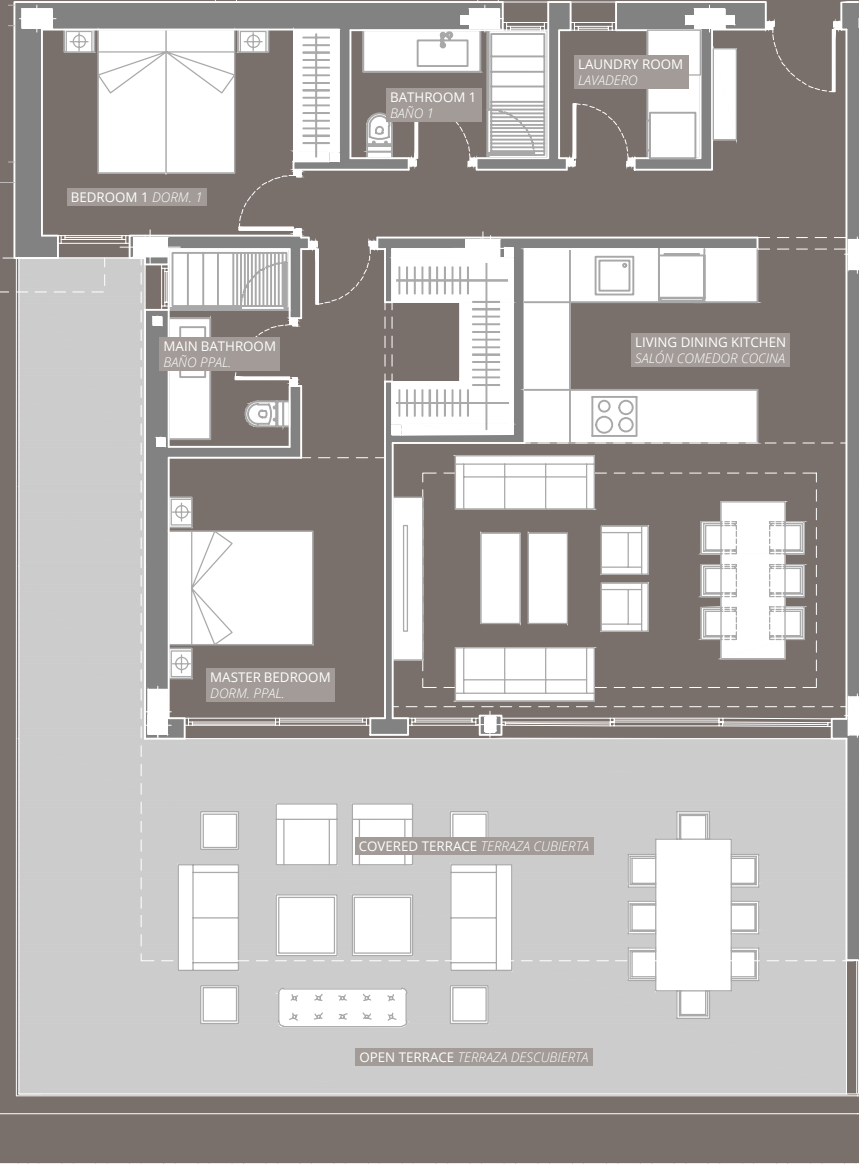 LAUNDRY ROOM
LAVADERO
BATHROOM 1
BAÑO 1
BEDROOM 1 DORM. 1
MAIN BATHROOM
BAÑO PPAL.
LIVING DINING KITCHEN
SALÓN COMEDOR COCINA
MASTER BEDROOM
DORM. PPAL.
COVERED TERRACE TERRAZA CUBIERTA
OPEN TERRACE TERRAZA DESCUBIERTA